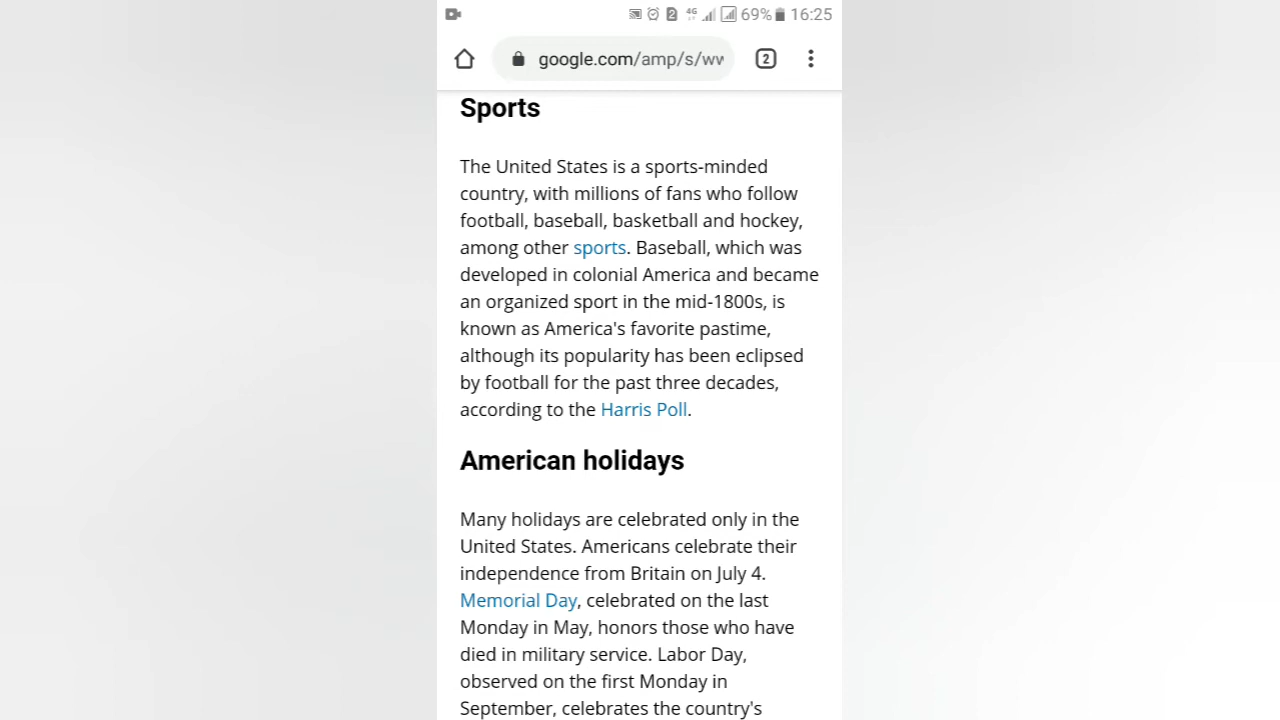 4G 69% 16:25
google.com/amp/s/ww 2
Sports
The United States is a sports-minded
country, with millions of fans who follow
football, baseball, basketball and hockey,
among other sports. Baseball, which was
developed in colonial America and became
an organized sport in the mid-1800s, is
known as America's favorite pastime,
although its popularity has been eclipsed
by football for the past three decades,
according to the Harris Poll.
American holidays
Many holidays are celebrated only in the
United States. Americans celebrate their
independence from Britain on July 4.
Memorial Day, celebrated on the last
Monday in May, honors those who have
died in military service. Labor Day,
observed on the first Monday in
September, celebrates the country's